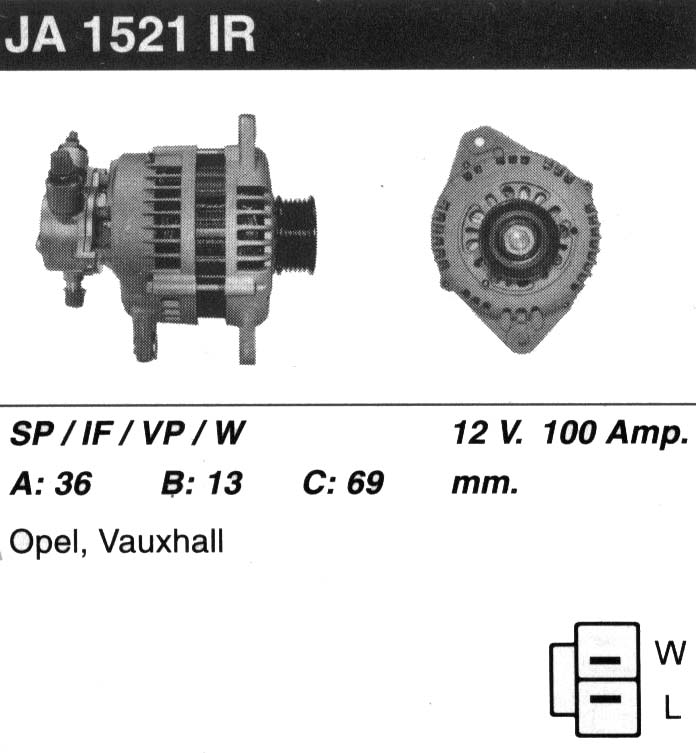 JA 1521 IR
SP / IF / VP / W 12 V. 100 Amp.
A: 36 B: 13 C: 69 mm.
Opel, Vauxhall
W
L